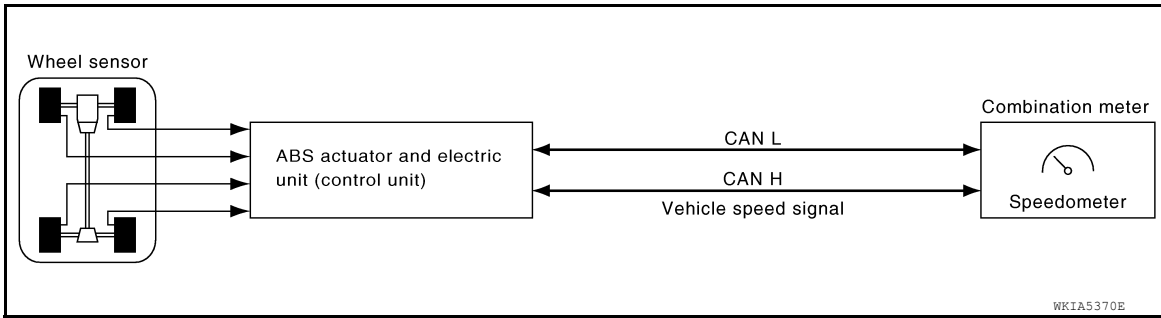 Wheel sensor
ABS actuator and electric
unit (control unit)
CAN L
CAN H
Vehicle speed signal
Combination meter
Speedometer
WKIA5370E